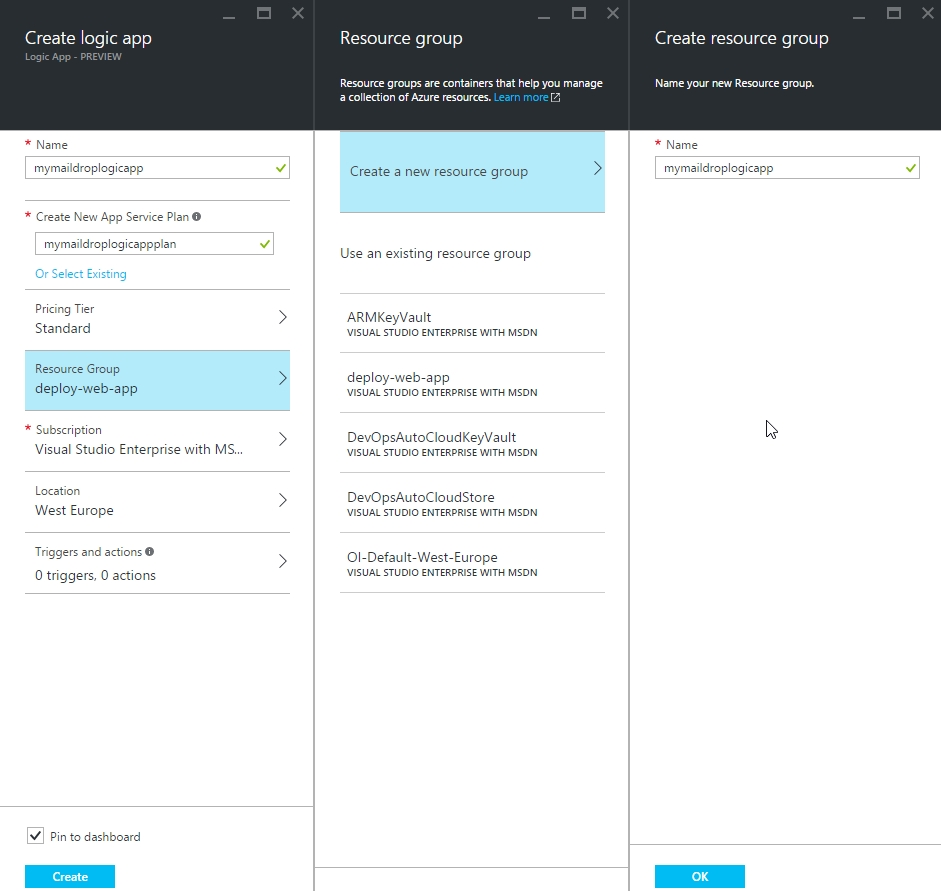 Create logic app
Logic App - PREVIEW
* Name
mymaildroplogicapp
* Create New App Service Plan
mymaildroplogicappplan
Or Select Existing
Pricing Tier
Standard
Resource Group
deploy-web-app
* Subscription
Visual Studio Enterprise with MS...
Location
West Europe
Triggers and actions
0 triggers, 0 actions
Pin to dashboard
Create
Resource group
Resource groups are containers that help you manage
a collection of Azure resources. Learn more
Create a new resource group
Use an existing resource group
ARMKeyVault
VISUAL STUDIO ENTERPRISE WITH MSDN
deploy-web-app
VISUAL STUDIO ENTERPRISE WITH MSDN
DevOpsAutoCloudKeyVault
VISUAL STUDIO ENTERPRISE WITH MSDN
DevOpsAutoCloudStore
VISUAL STUDIO ENTERPRISE WITH MSDN
OI-Default-West-Europe
VISUAL STUDIO ENTERPRISE WITH MSDN
Create resource group
Name your new Resource group.
* Name
mymaildroplogicapp
OK